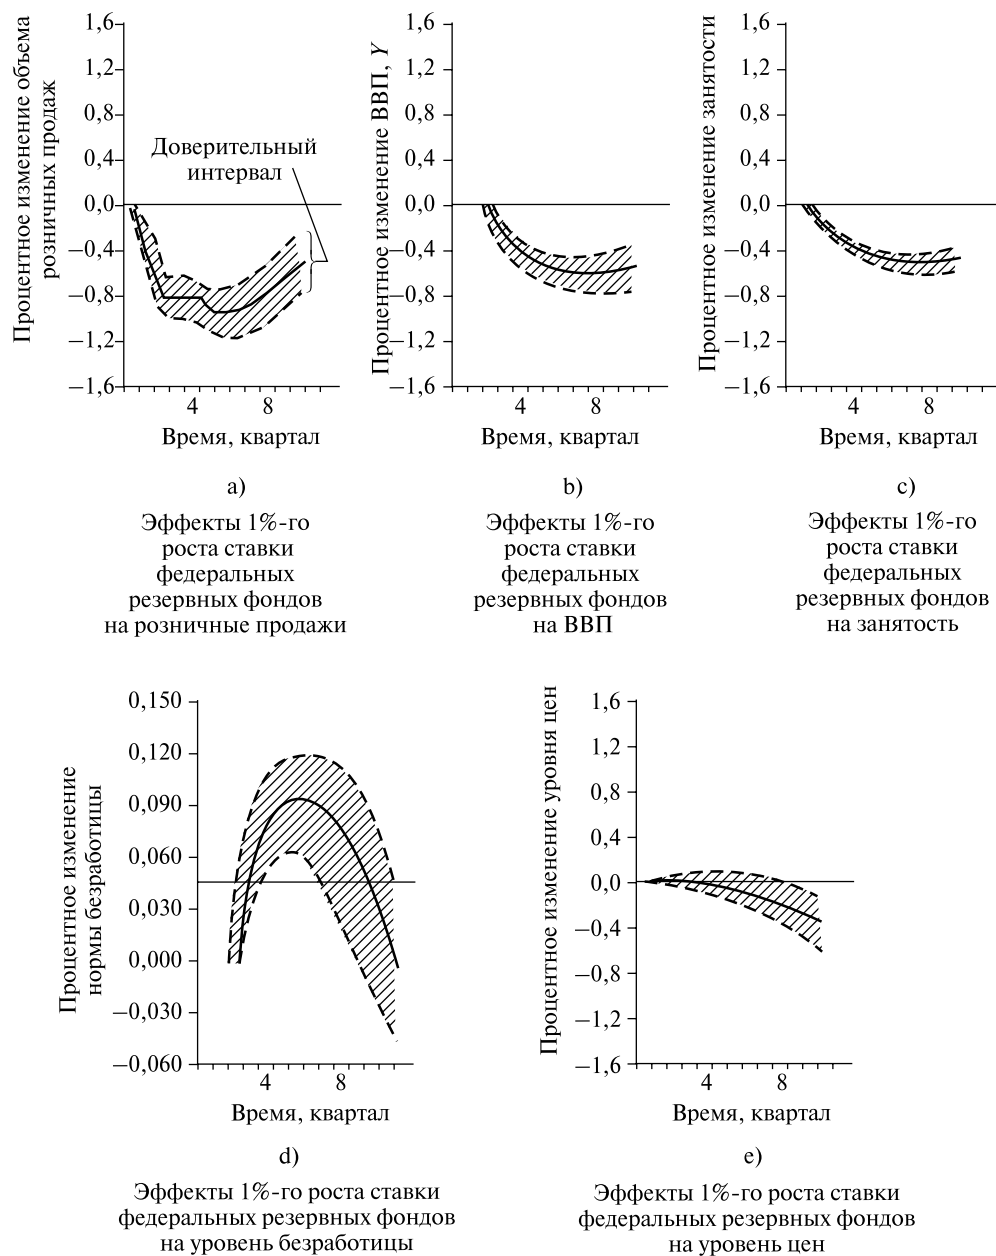 Процентное изменение объема
розничных продаж
1,6
1,2
0,8
0,4
0,0
–0,4
–0,8
–1,2
–1,6
Доверительный
интервал
4
8
Время, квартал
a)
Эффекты 1%-го
роста ставки
федеральных
резервных фондов
на розничные продажи
Процентное изменение ВВП, Y
1,6
1,2
0,8
0,4
0,0
–0,4
–0,8
–1,2
–1,6
4
8
Время, квартал
b)
Эффекты 1%-го
роста ставки
федеральных
резервных фондов
на ВВП
Процентное изменение занятости
1,6
1,2
0,8
0,4
0,0
–0,4
–0,8
–1,2
–1,6
4
8
Время, квартал
c)
Эффекты 1%-го
роста ставки
федеральных
резервных фондов
на занятость
Процентное изменение
нормы безработицы
0,150
0,120
0,090
0,060
0,030
0,000
–0,030
–0,060
4
8
Время, квартал
d)
Эффекты 1%-го роста ставки
федеральных резервных фондов
на уровень безработицы
Процентное изменение уровня цен
1,6
1,2
0,8
0,4
0,0
–0,4
–0,8
–1,2
–1,6
4
8
Время, квартал
e)
Эффекты 1%-го роста ставки
федеральных резервных фондов
на уровень цен